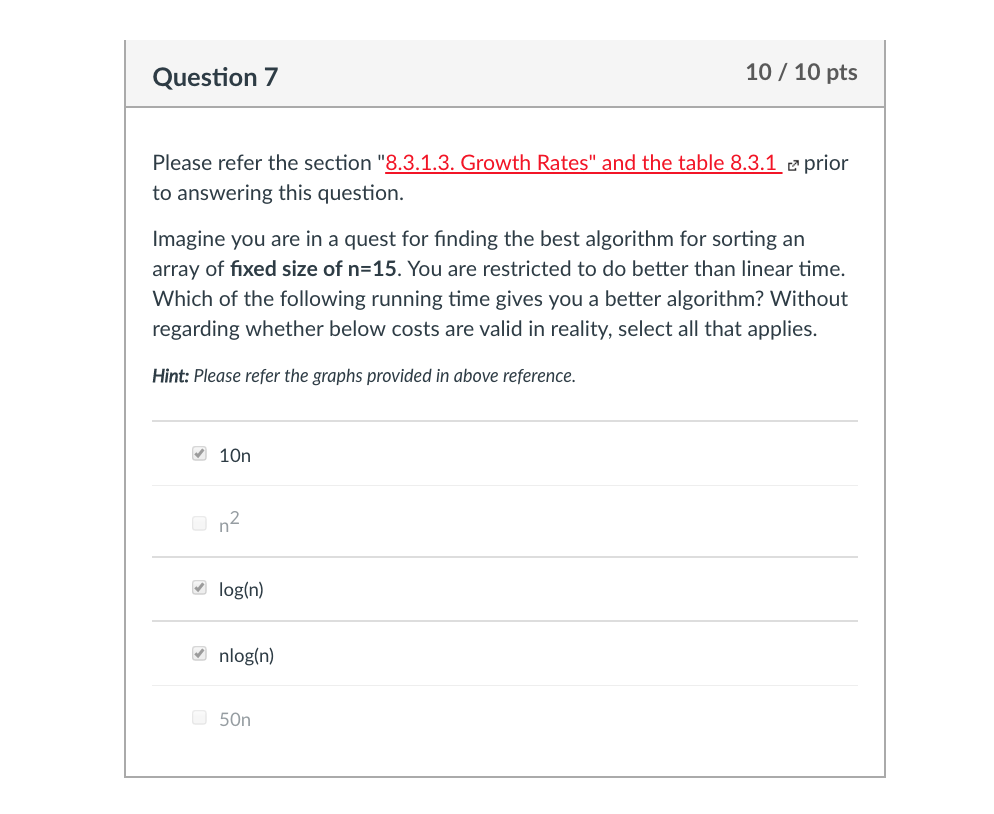 Question 7
10 / 10 pts
Please refer the section "8.3.1.3. Growth Rates" and the table 8.3.1 prior
to answering this question.
Imagine you are in a quest for finding the best algorithm for sorting an
array of fixed size of n=15. You are restricted to do better than linear time.
Which of the following running time gives you a better algorithm? Without
regarding whether below costs are valid in reality, select all that applies.
Hint: Please refer the graphs provided in above reference.
10n
n²
log(n)
nlog(n)
50n